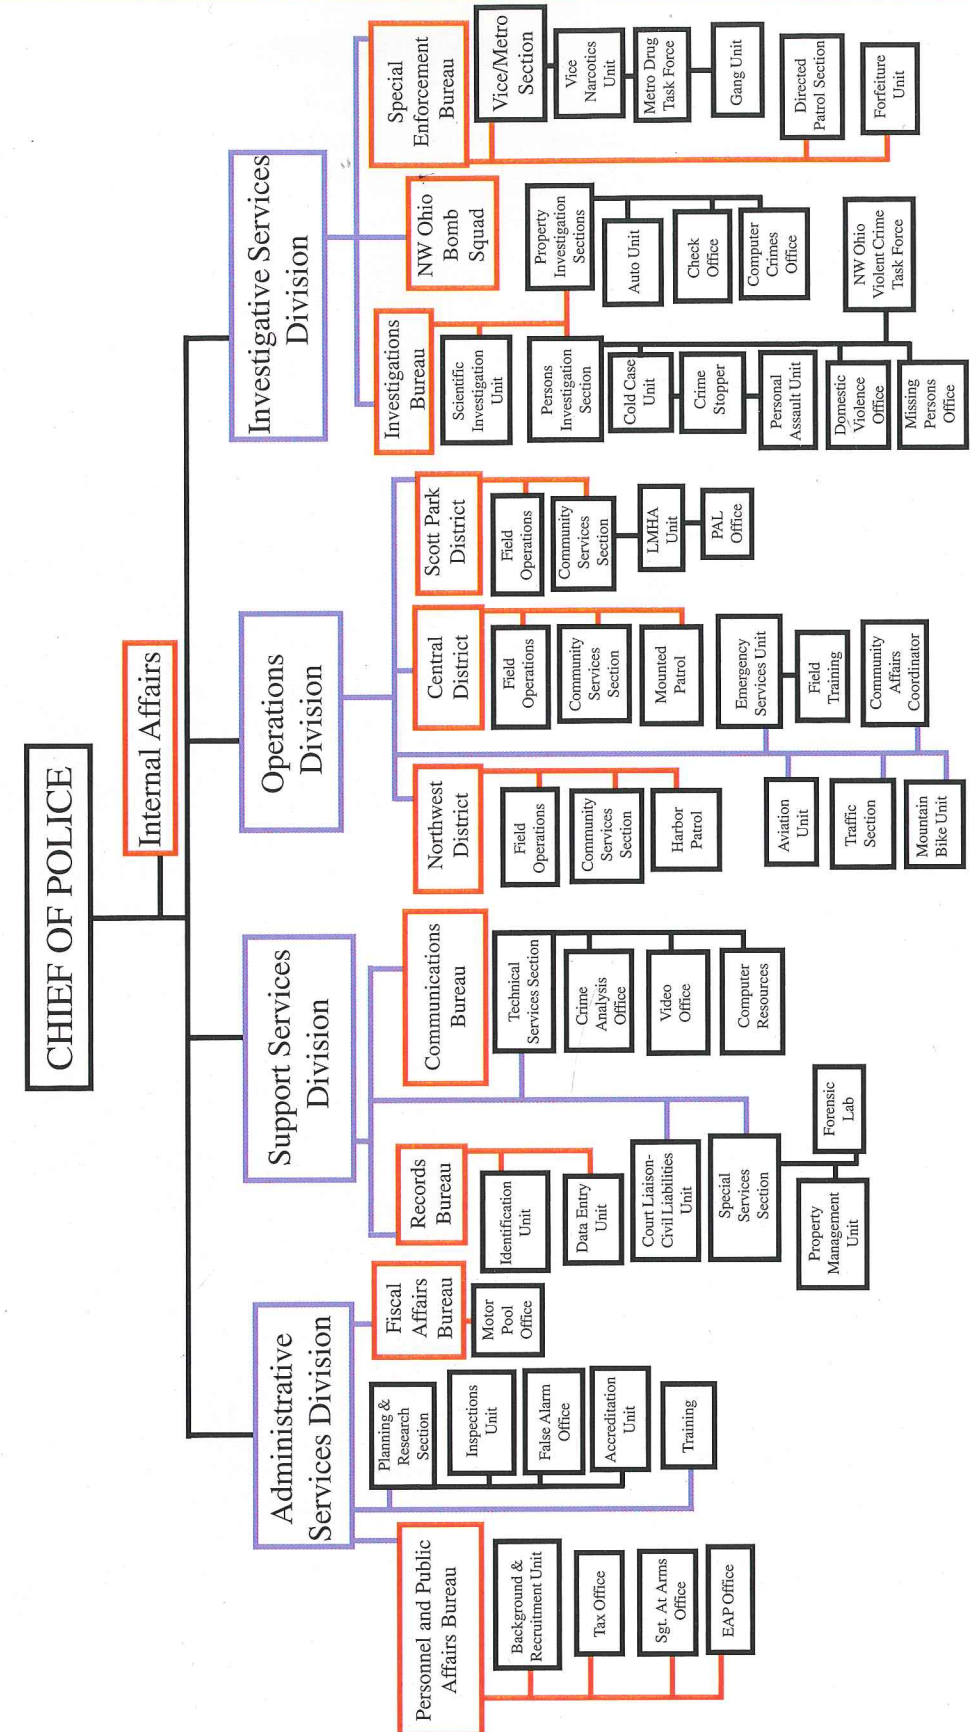 CHIEF OF POLICE
Internal Affairs
Administrative
Services Division
Support Services
Division
Operations
Division
Investigative Services
Division
Personnel and Public
Affairs Bureau
Background &
Recruitment Unit
Tax Office
Sgt. At Arms
Office
EAP Office
Planning &
Research
Section
Inspections
Unit
False Alarm
Office
Accreditation
Unit
Training
Fiscal
Affairs
Bureau
Motor
Pool
Office
Records
Bureau
Identification
Unit
Data Entry
Unit
Court Liaison-
Civil Liabilities
Unit
Special
Services
Section
Property
Management
Unit
Forensic
Lab
Communications
Bureau
Technical
Services Section
Crime
Analysis
Office
Video
Office
Computer
Resources
Northwest
District
Field
Operations
Community
Services
Section
Harbor
Patrol
Aviation
Unit
Traffic
Section
Mountain
Bike Unit
Central
District
Field
Operations
Community
Services
Section
Mounted
Patrol
Emergency
Services Unit
Field
Training
Community
Affairs
Coordinator
Scott Park
District
Field
Operations
Community
Services
Section
LMHA
Unit
PAL
Office
Investigations
Bureau
Scientific
Investigation
Unit
Persons
Investigation
Section
Cold Case
Unit
Crime
Stopper
Personal
Assault Unit
Domestic
Violence
Office
Missing
Persons
Office
NW Ohio
Bomb
Squad
Property
Investigation
Sections
Auto Unit
Check
Office
Computer
Crimes
Office
NW Ohio
Violent Crime
Task Force
Special
Enforcement
Bureau
Vice/Metro
Section
Vice
Narcotics
Unit
Metro Drug
Task Force
Gang Unit
Directed
Patrol Section
Forfeiture
Unit